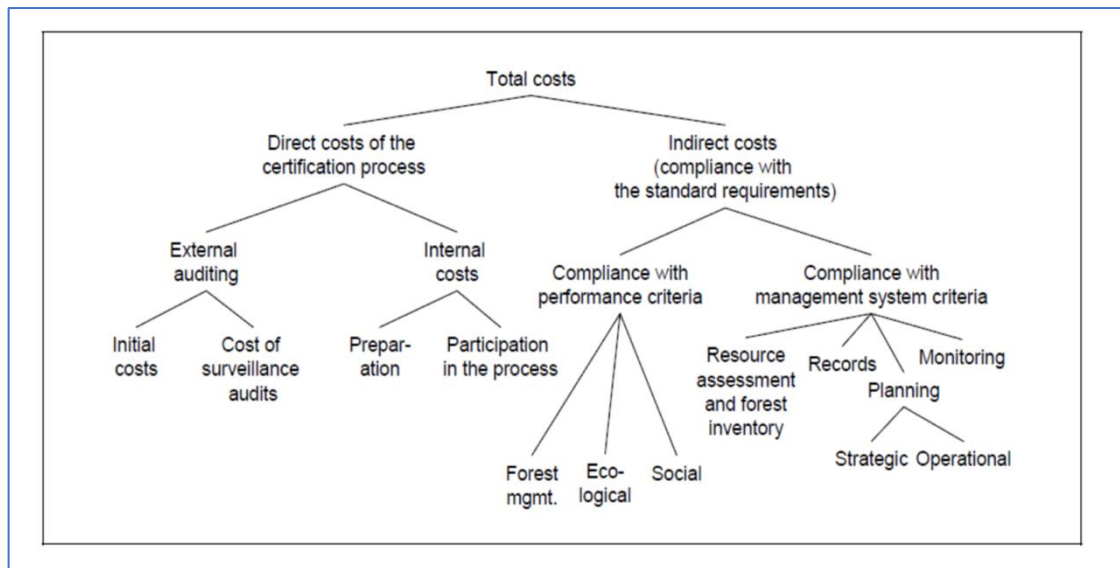 Total costs
Direct costs of the
certification process
Indirect costs
(compliance with
the standard requirements)
External
auditing
Internal
costs
Compliance with
performance criteria
Compliance with
management system criteria
Initial
costs
Cost of
surveillance
audits
Prepar-
ation
Participation
in the process
Resource
assessment
and forest
inventory
Records
Monitoring
Planning
Strategic
Operational
Forest
mgmt.
Eco-
logical
Social